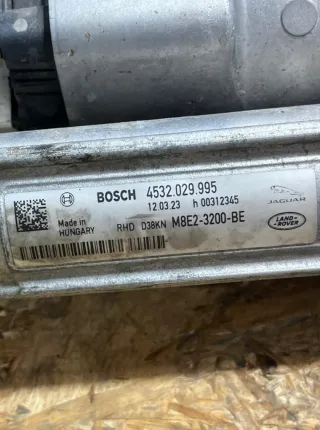 BOSCH 4532.029.995
12.03.23 h 00312345
JAGUAR
Made in
HUNGARY
RHD D38KN M8E2-3200-BE
LAND-
ROVER